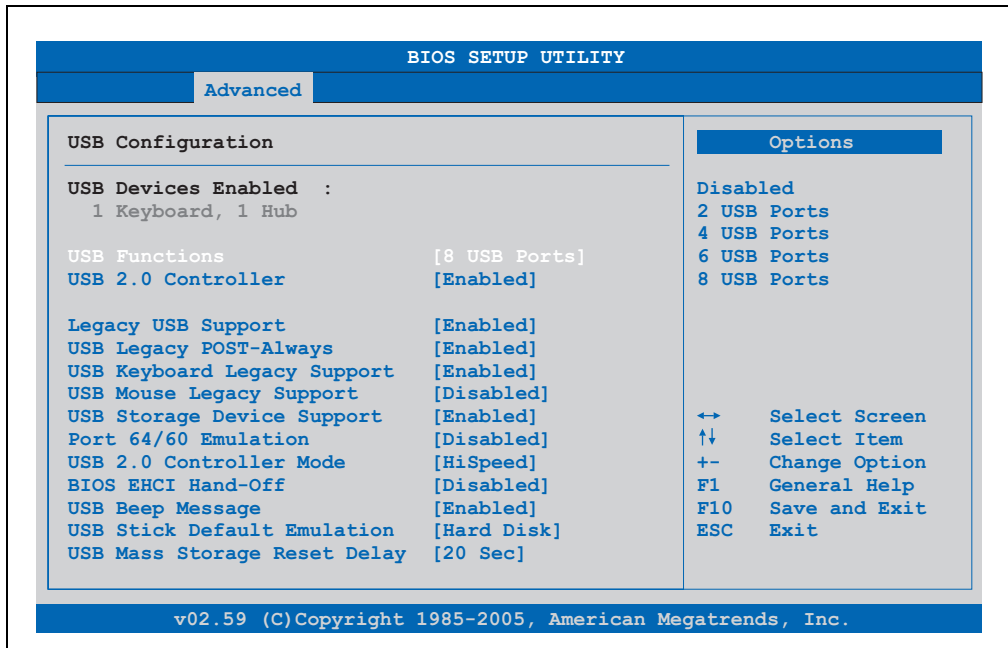 BIOS SETUP UTILITY
Advanced
USB Configuration
USB Devices Enabled :
1 Keyboard, 1 Hub
USB Functions [8 USB Ports]
USB 2.0 Controller [Enabled]
Legacy USB Support [Enabled]
USB Legacy POST-Always [Enabled]
USB Keyboard Legacy Support [Enabled]
USB Mouse Legacy Support [Disabled]
USB Storage Device Support [Enabled]
Port 64/60 Emulation [Disabled]
USB 2.0 Controller Mode [HiSpeed]
BIOS EHCI Hand-Off [Disabled]
USB Beep Message [Enabled]
USB Stick Default Emulation [Hard Disk]
USB Mass Storage Reset Delay [20 Sec]
Options
Disabled
2 USB Ports
4 USB Ports
6 USB Ports
8 USB Ports
↔ Select Screen
↑↓ Select Item
+- Change Option
F1 General Help
F10 Save and Exit
ESC Exit
v02.59 (C)Copyright 1985-2005, American Megatrends, Inc.